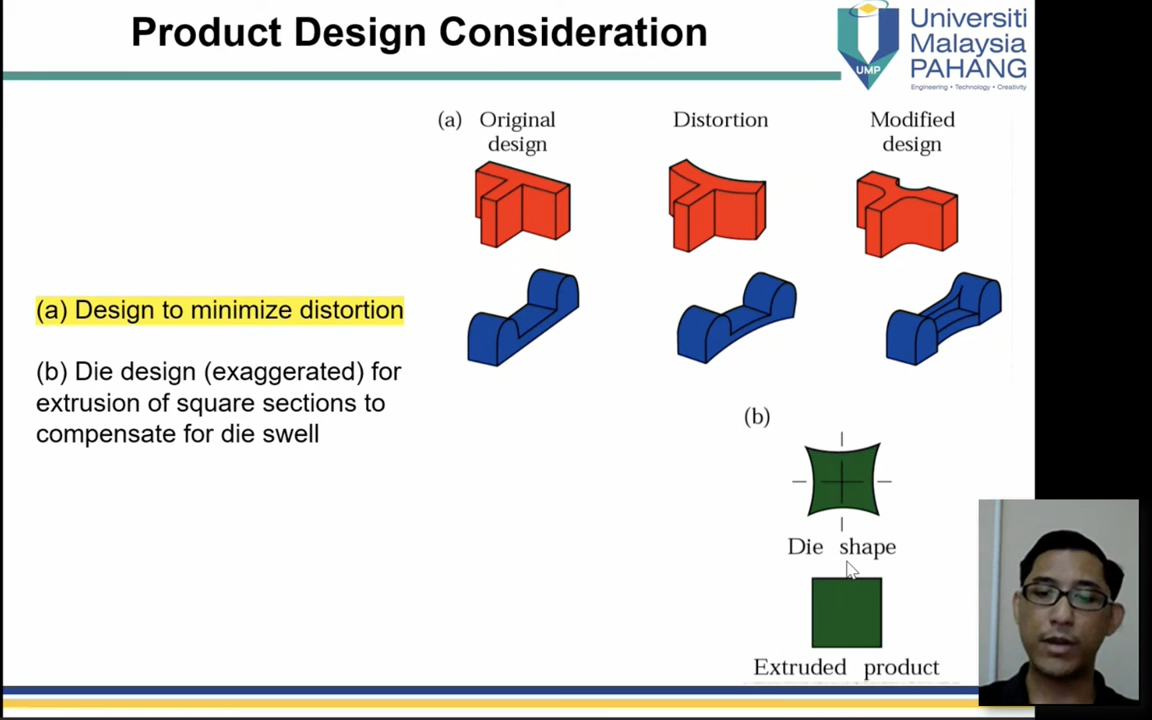 Product Design Consideration
Universiti
Malaysia
PAHANG
Engineering • Technology • Creativity
UMP
(a) Original
design
Distortion
Modified
design
(a) Design to minimize distortion
(b) Die design (exaggerated) for
extrusion of square sections to
compensate for die swell
(b)
Die shape
Extruded product